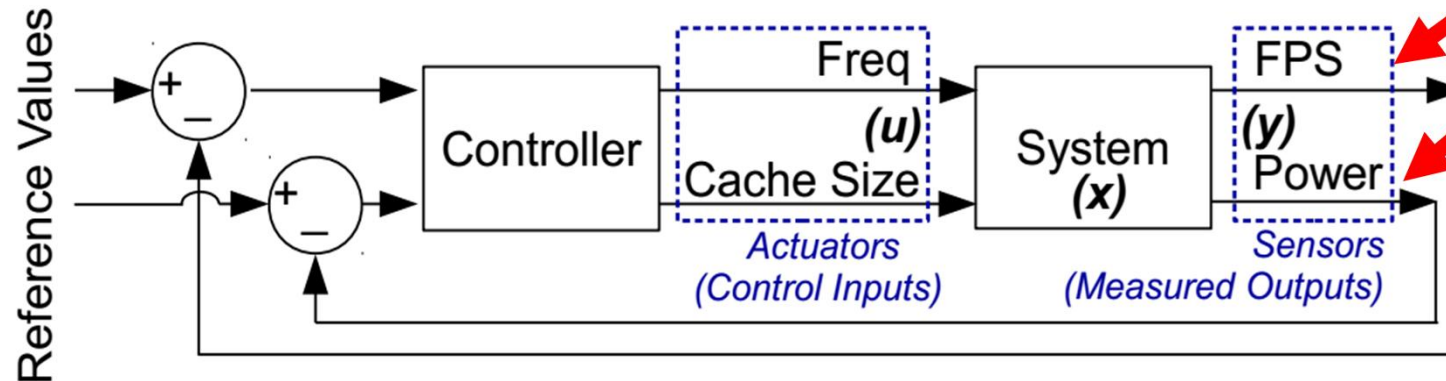 Reference Values
+
−
+
−
Controller
Freq
(u)
Cache Size
Actuators
(Control Inputs)
System
(x)
FPS
(y)
Power
Sensors
(Measured Outputs)